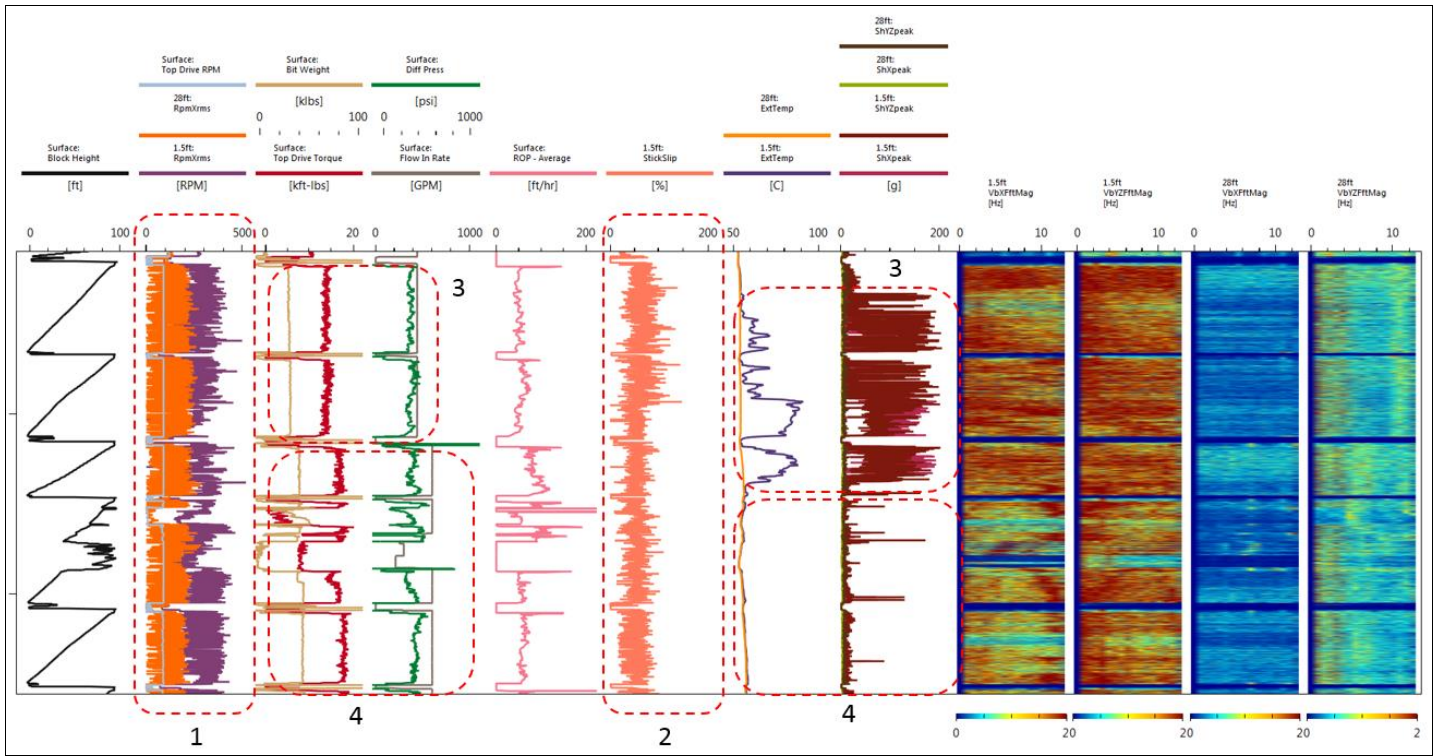 28ft:
ShYZpeak
Surface:
Top Drive RPM
Surface:
Bit Weight
Surface:
Diff Press
28ft:
ShXpeak
28ft:
RpmXrms
[klbs]
[psi]
28ft:
ExtTemp
1.5ft:
ShYZpeak
0 100
0 1000
Surface:
Block Height
1.5ft:
RpmXrms
Surface:
Top Drive Torque
Surface:
Flow In Rate
Surface:
ROP - Average
1.5ft:
StickSlip
1.5ft:
ExtTemp
1.5ft:
ShXpeak
[ft]
[RPM]
[kft-lbs]
[GPM]
[ft/hr]
[%]
[C]
[g]
1.5ft
VbXFftMag
[Hz]
1.5ft
VbYZFftMag
[Hz]
28ft
VbXFftMag
[Hz]
28ft
VbYZFftMag
[Hz]
0 100 0 500 0 20 0 1000 0 200 0 200 50 100 0 200 0 10 0 10 0 10 0 10
3
3
4
4
1
2
0 20 20 20 2